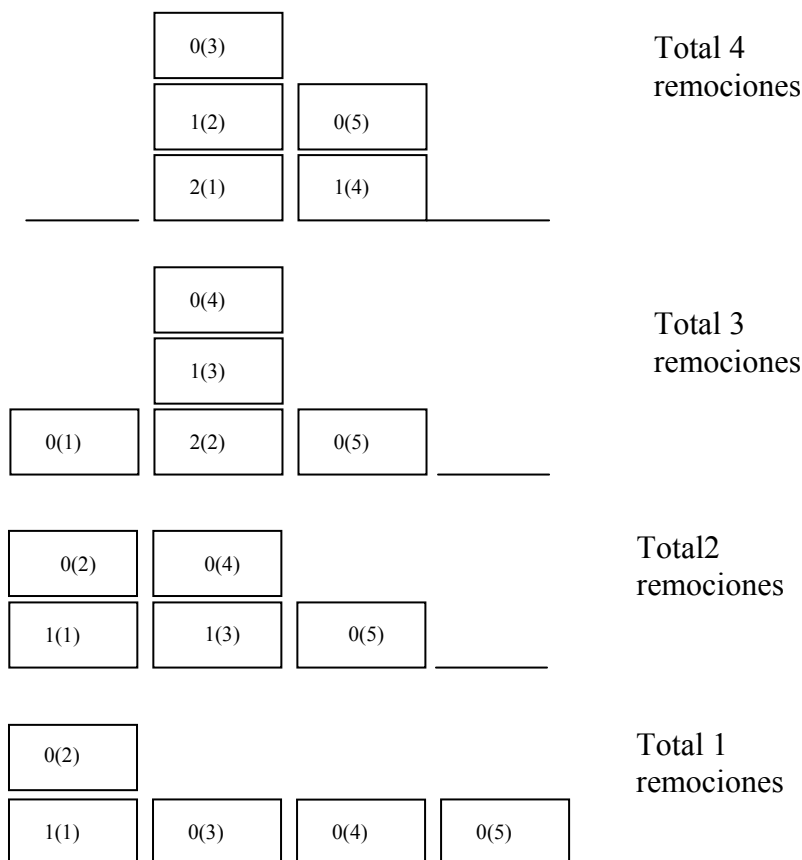 0(3)
Total 4
remociones
1(2) 0(5)
2(1) 1(4)
0(4)
Total 3
remociones
1(3)
0(1) 2(2) 0(5)
Total2
remociones
0(2) 0(4)
1(1) 1(3) 0(5)
Total 1
remociones
0(2)
1(1) 0(3) 0(4) 0(5)